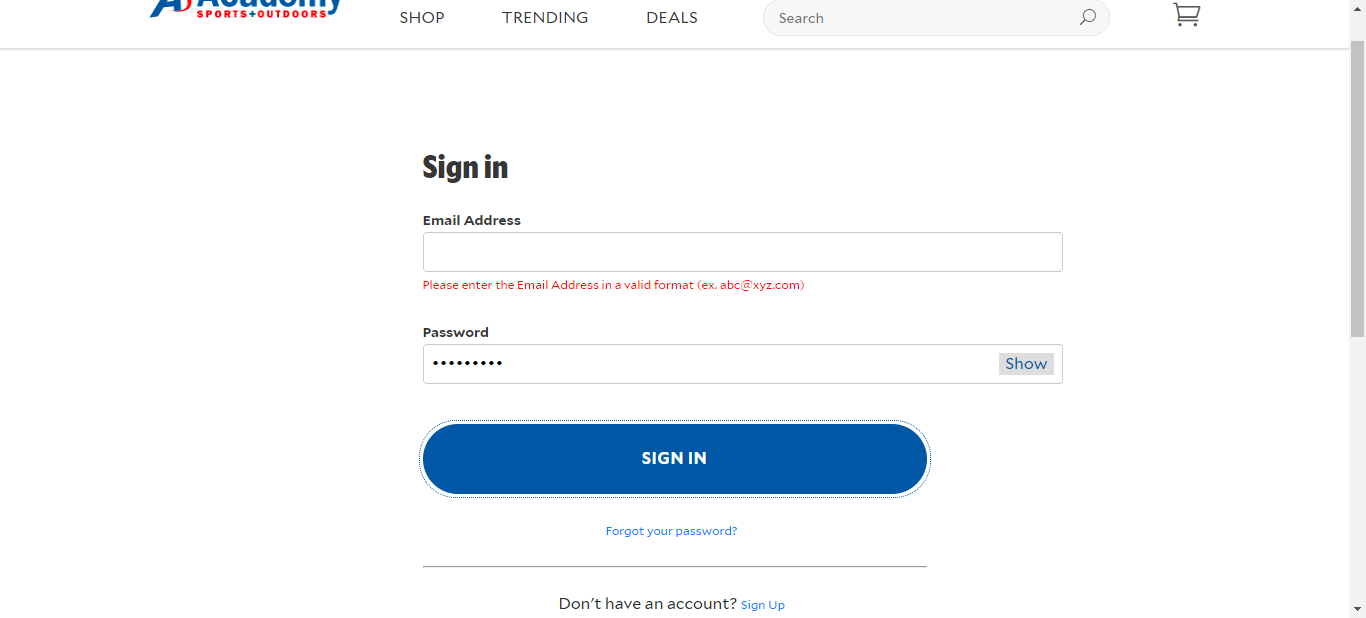 Academy
SPORTS+OUTDOORS
SHOP
TRENDING
DEALS
Search
Sign in
Email Address
Please enter the Email Address in a valid format (ex. abc@xyz.com)
Password
•••••••••
Show
SIGN IN
Forgot your password?
Don't have an account? Sign Up